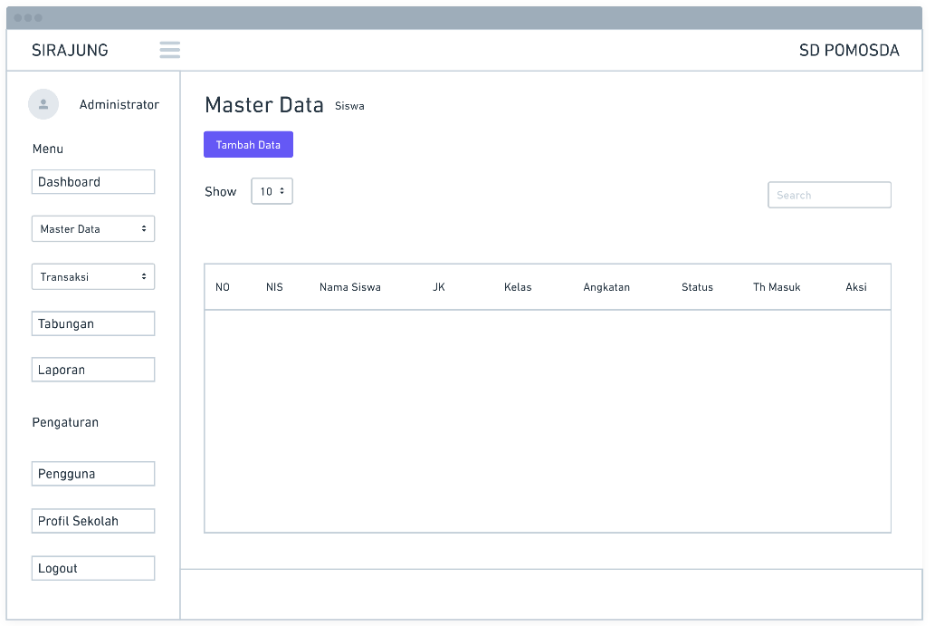 SIRAJUNG
SD POMOSDA
Administrator
Menu
Dashboard
Master Data
Transaksi
Tabungan
Laporan
Pengaturan
Pengguna
Profil Sekolah
Logout
Master Data Siswa
Tambah Data
Show 10
Search
NO NIS Nama Siswa JK Kelas Angkatan Status Th Masuk Aksi